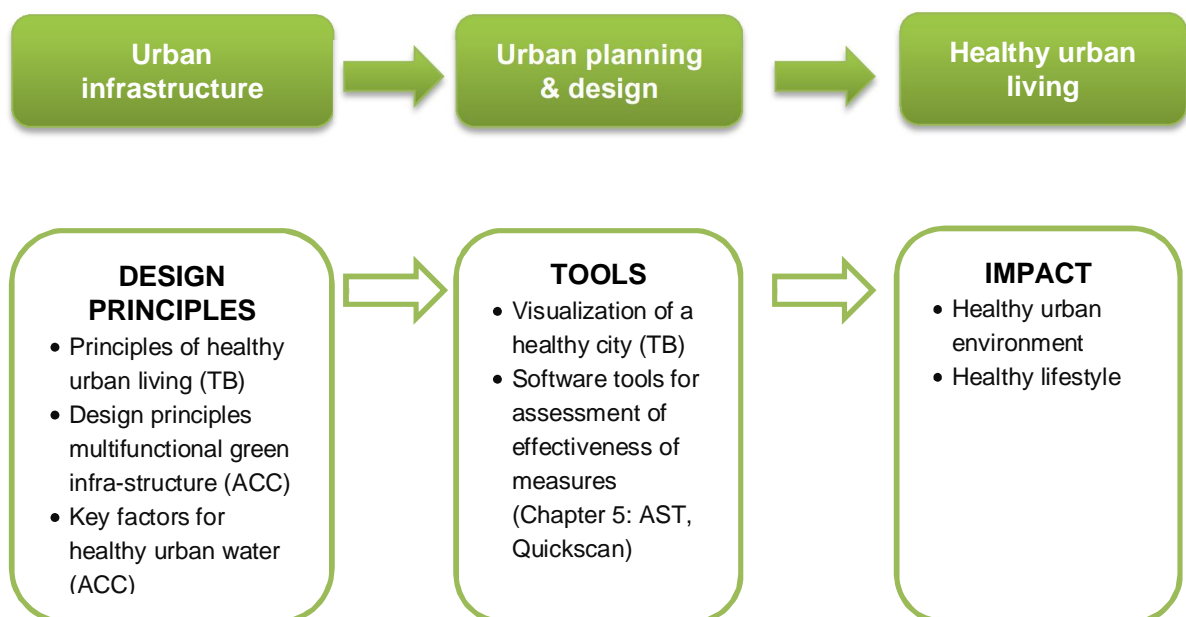 Urban
infrastructure
Urban planning
& design
Healthy urban
living
DESIGN
PRINCIPLES
• Principles of healthy
urban living (TB)
• Design principles
multifunctional green
infra-structure (ACC)
• Key factors for
healthy urban water
(ACC)
TOOLS
• Visualization of a
healthy city (TB)
• Software tools for
assessment of
effectiveness of
measures
(Chapter 5: AST,
Quickscan)
IMPACT
• Healthy urban
environment
• Healthy lifestyle